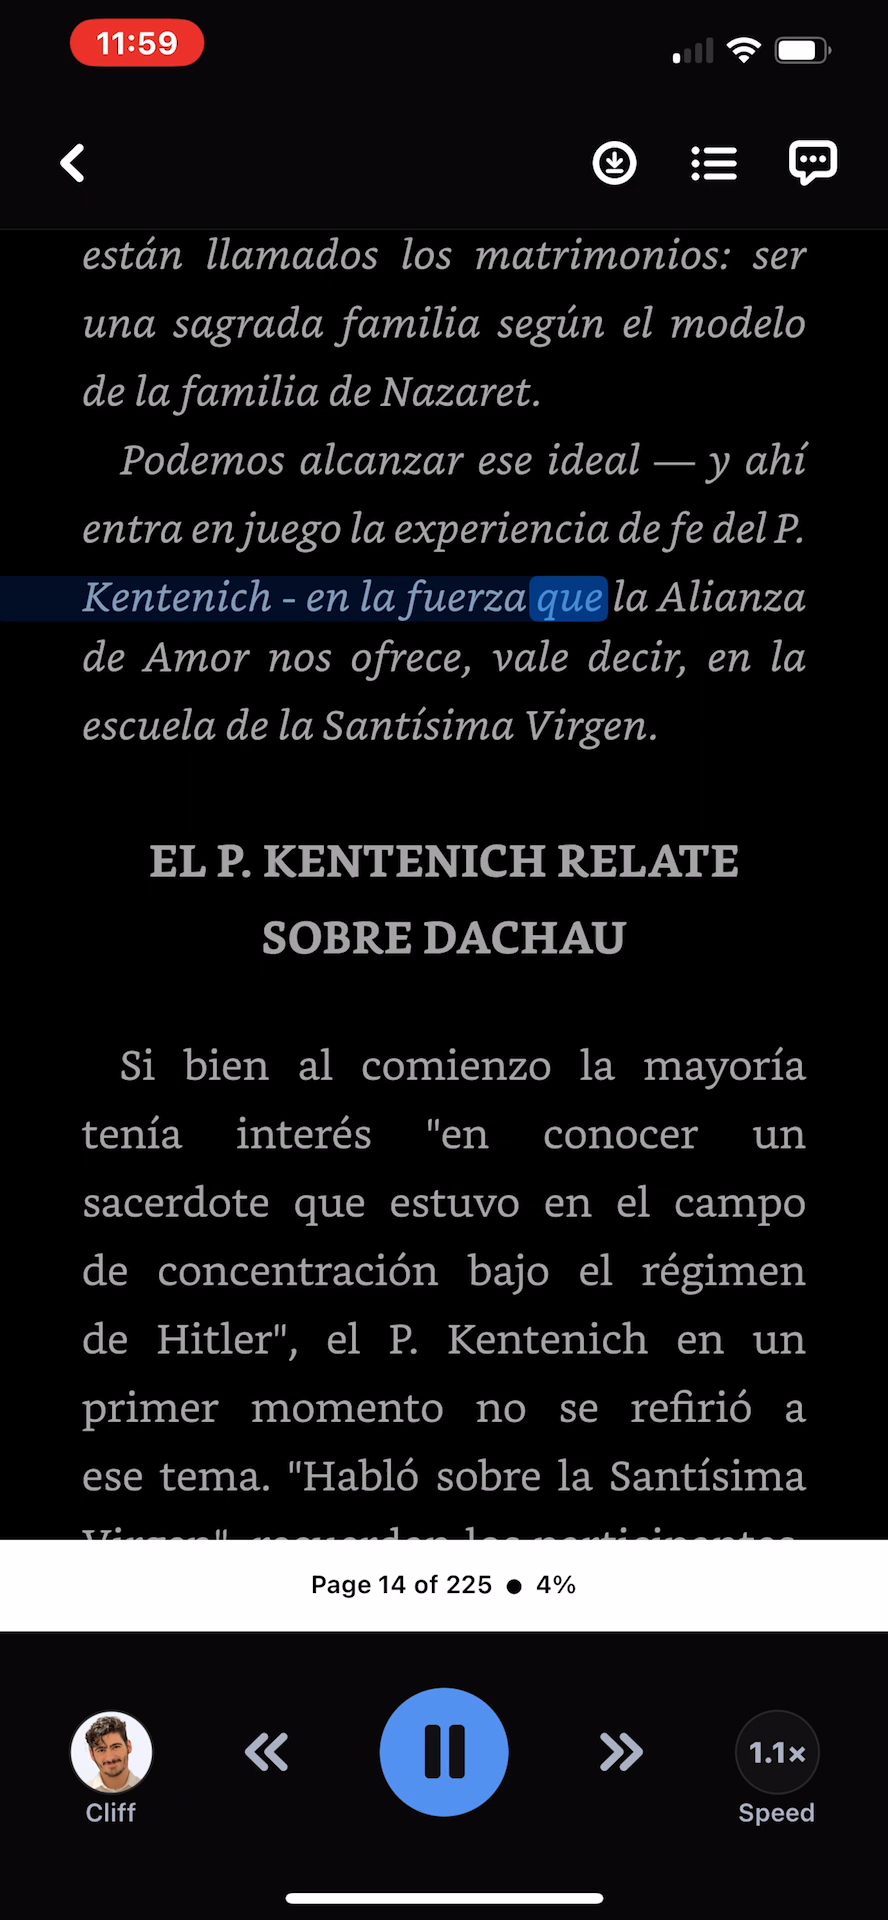 11:59
están llamados los matrimonios: ser
una sagrada familia según el modelo
de la familia de Nazaret.
Podemos alcanzar ese ideal — y ahí
entra en juego la experiencia de fe del P.
Kentenich - en la fuerza que la Alianza
de Amor nos ofrece, vale decir, en la
escuela de la Santísima Virgen.
EL P. KENTENICH RELATE
SOBRE DACHAU
Si bien al comienzo la mayoría
tenía interés "en conocer un
sacerdote que estuvo en el campo
de concentración bajo el régimen
de Hitler", el P. Kentenich en un
primer momento no se refirió a
ese tema. "Habló sobre la Santísima
Virgen", recuerdan los participantes.
Page 14 of 225 ● 4%
Cliff
1.1×
Speed